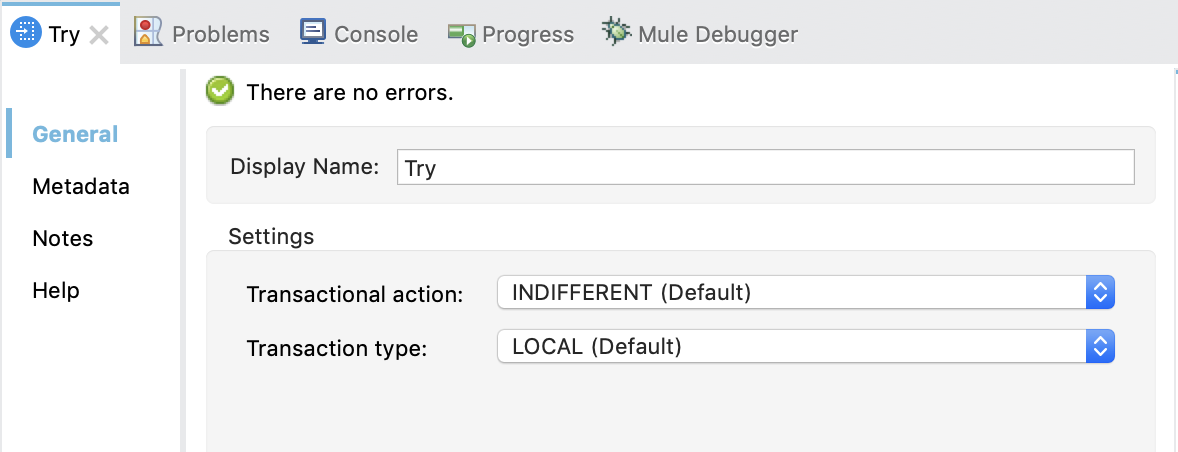 Try Problems Console Progress Mule Debugger
There are no errors.
General
Display Name: Try
Metadata
Notes
Settings
Help
Transactional action: INDIFFERENT (Default)
Transaction type: LOCAL (Default)